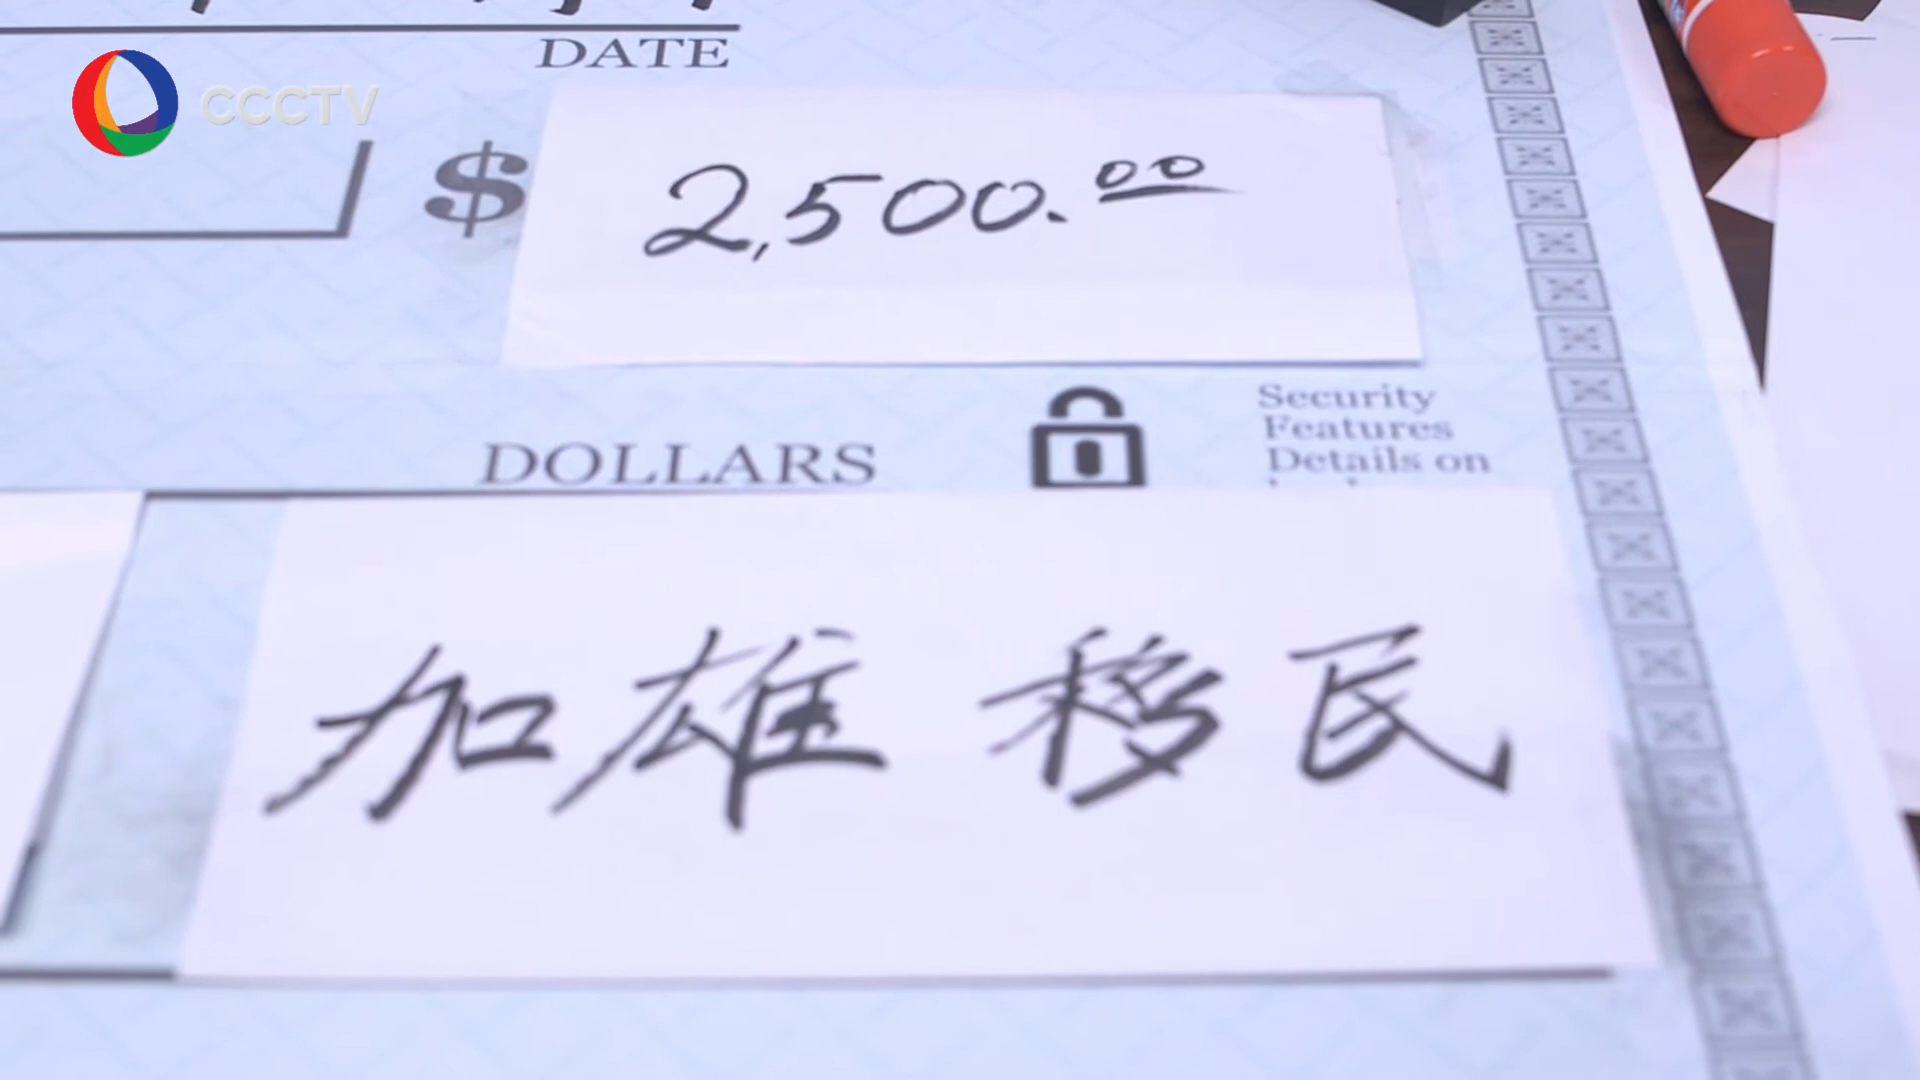 DATE
CCCTV
$ 2,500.00
DOLLARS
Security
Features
Details on
加雄 移民